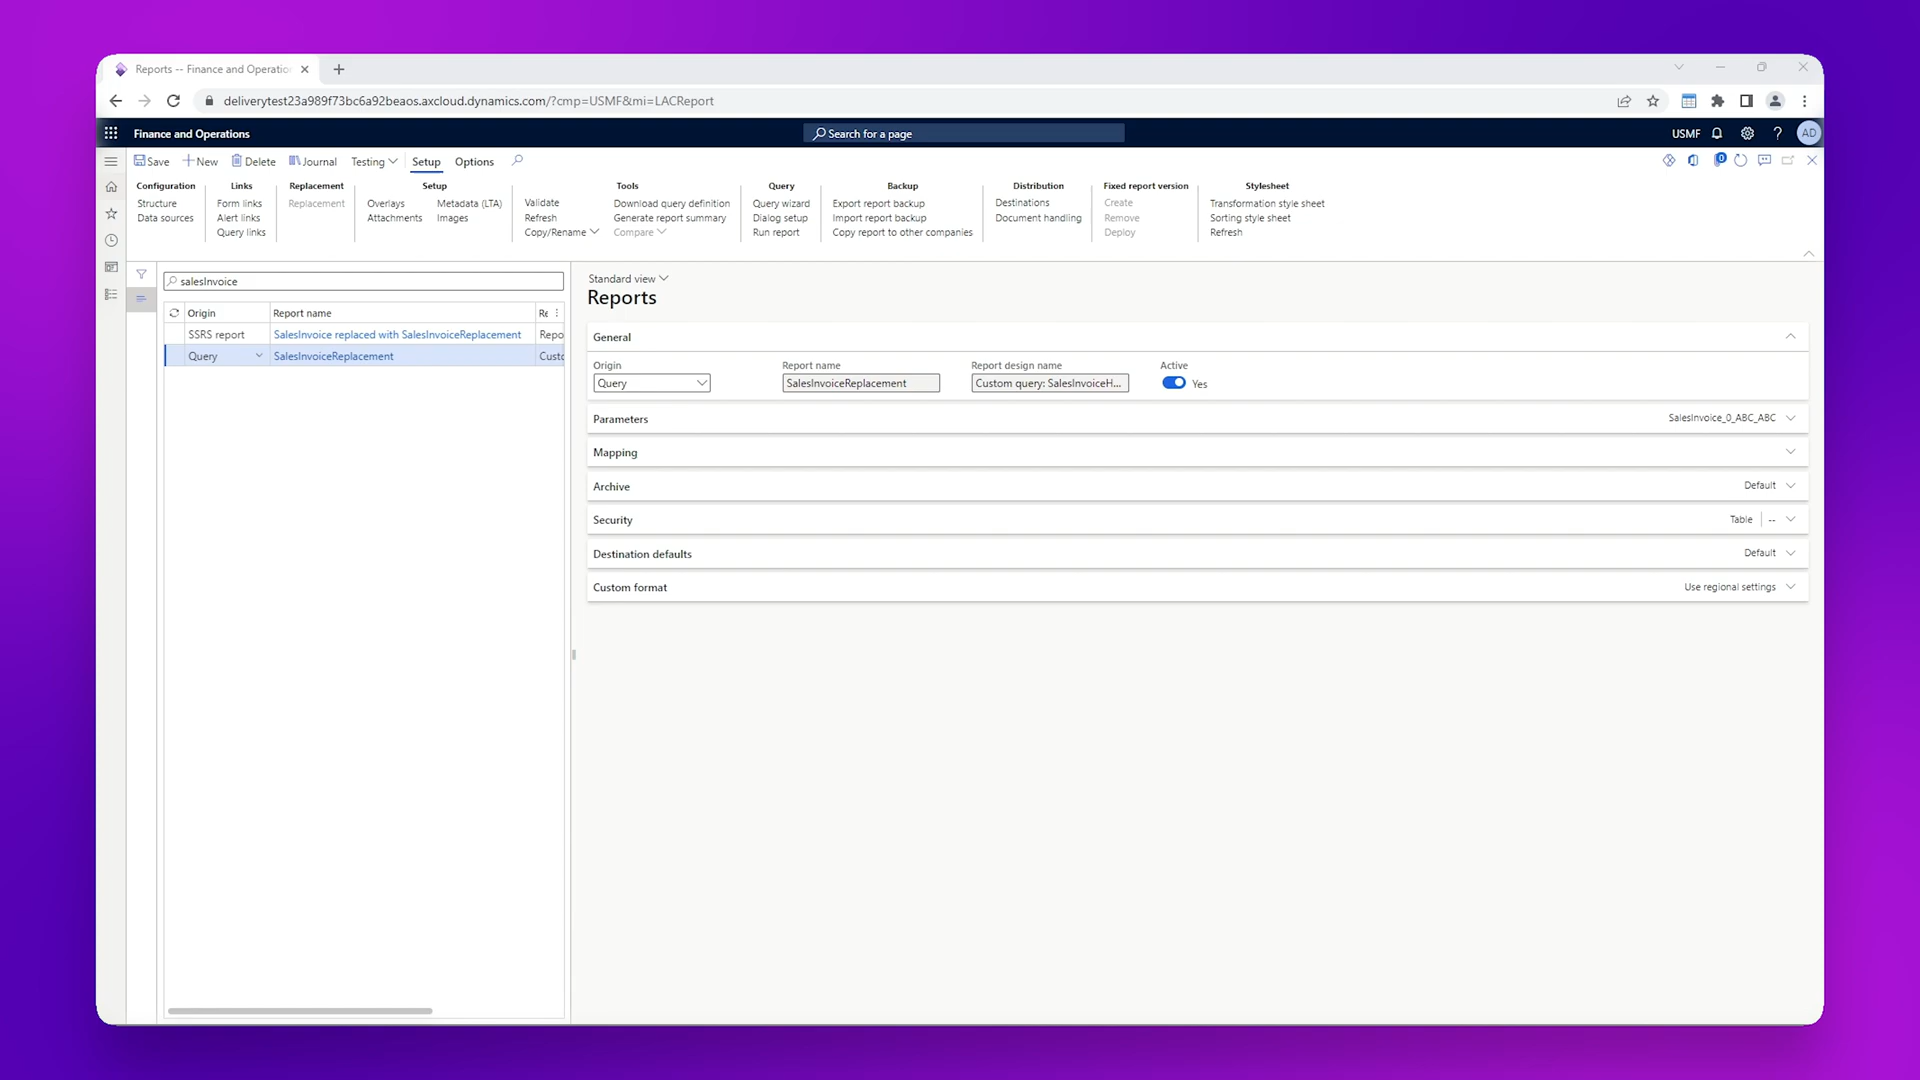 Reports -- Finance and Operation
deliverytest23a989f73bc6a92beaos.axcloud.dynamics.com/?cmp=USMF&mi=LACReport
Finance and Operations
Search for a page
USMF
AD
Save
New
Delete
Journal
Testing
Setup
Options
0
Configuration
Structure
Data sources
Links
Form links
Alert links
Query links
Replacement
Replacement
Setup
Overlays
Metadata (LTA)
Attachments
Images
Tools
Validate
Download query definition
Refresh
Generate report summary
Copy/Rename
Compare
Query
Query wizard
Dialog setup
Run report
Backup
Export report backup
Import report backup
Copy report to other companies
Distribution
Destinations
Document handling
Fixed report version
Create
Remove
Deploy
Stylesheet
Transformation style sheet
Sorting style sheet
Refresh
salesInvoice
Origin
Report name
Re
SSRS report
SalesInvoice replaced with SalesInvoiceReplacement
Repo
Query
SalesInvoiceReplacement
Custo
Standard view
Reports
General
Origin
Report name
Report design name
Active
Query
SalesInvoiceReplacement
Custom query: SalesInvoiceH...
Yes
Parameters
SalesInvoice_0_ABC_ABC
Mapping
Archive
Default
Security
Table
--
Destination defaults
Default
Custom format
Use regional settings